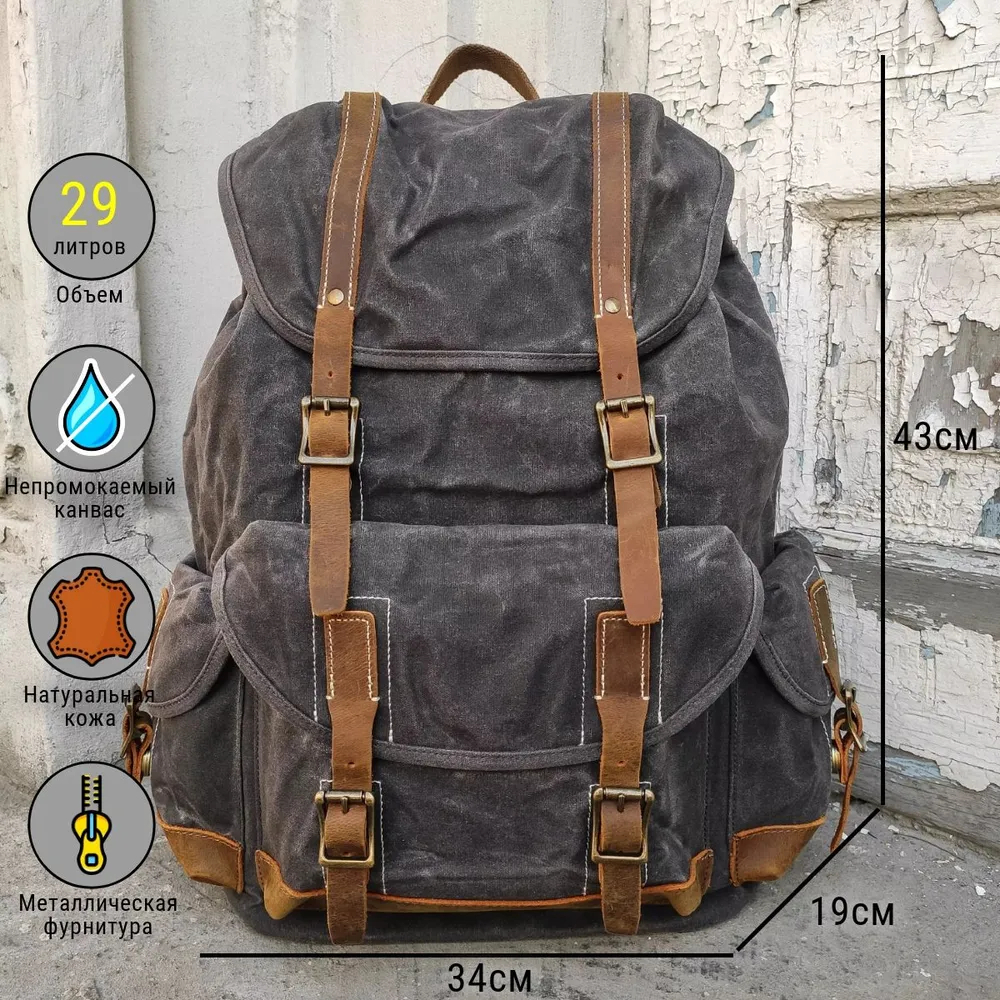 29
литров
Объем
Непромокаемый
канвас
Натуральная
кожа
Металлическая
фурнитура
43см
19см
34см